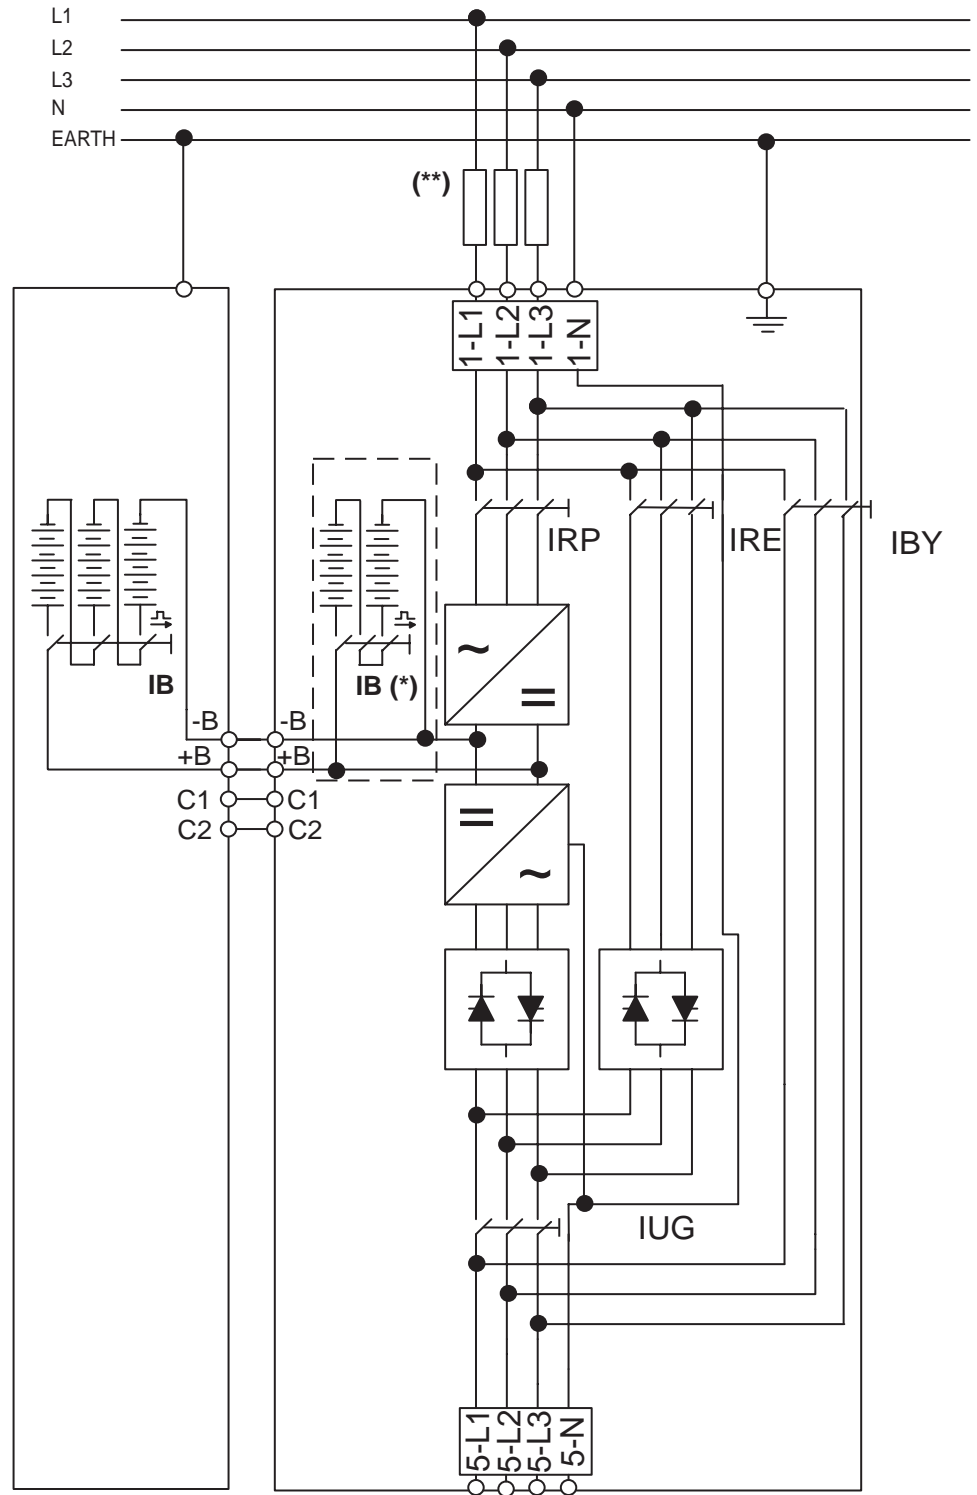 L1
L2
L3
N
EARTH
(**)
1-L1
1-L2
1-L3
1-N
IRP
IRE
IBY
IB
IB (*)
~
=
-B
-B
+B
+B
C1
C1
C2
C2
=
~
IUG
5-L1
5-L2
5-L3
5-N